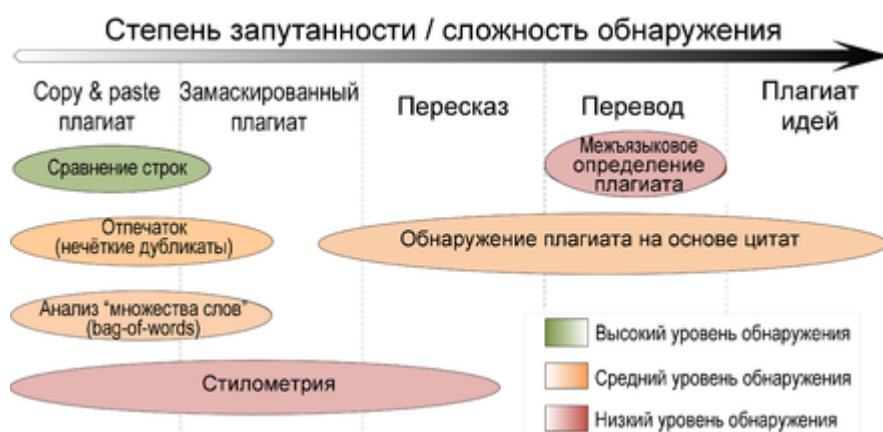 Степень запутанности / сложность обнаружения
Copy & paste
плагиат
Замаскированный
плагиат
Пересказ
Перевод
Плагиат
идей
Сравнение строк
Межъязыковое
определение
плагиата
Отпечаток
(нечёткие дубликаты)
Обнаружение плагиата на основе цитат
Анализ “множества слов”
(bag-of-words)
Стилометрия
Высокий уровень обнаружения
Средний уровень обнаружения
Низкий уровень обнаружения